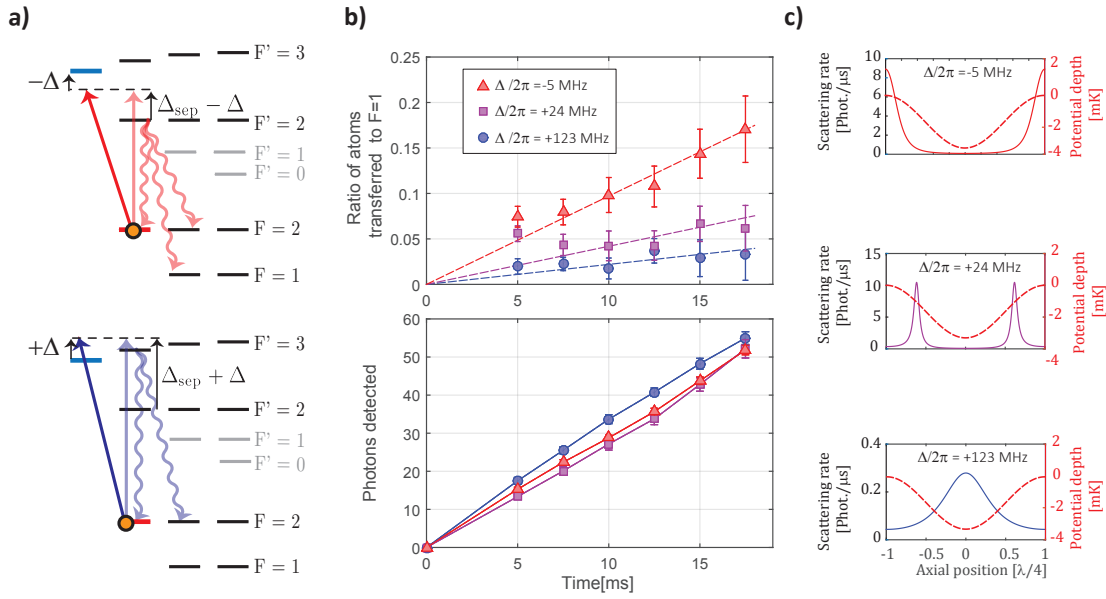 a)
F' = 3
−Δ
Δsep − Δ
F' = 2
F' = 1
F' = 0
F = 2
F = 1
+Δ
F' = 3
Δsep + Δ
F' = 2
F' = 1
F' = 0
F = 2
F = 1
b)
Ratio of atoms
transferred to F=1
0.25
0.2
0.15
0.1
0.05
0
Δ/2π = -5 MHz
Δ/2π = +24 MHz
Δ/2π = +123 MHz
0
5
10
15
Photons detected
60
50
40
30
20
10
0
0
5
10
15
Time[ms]
c)
Scattering rate
[Phot./µs]
10
8
6
4
2
0
Δ/2π = -5 MHz
2
0
-2
-4
Potential depth
[mK]
Scattering rate
[Phot./µs]
15
10
5
0
Δ/2π = +24 MHz
2
0
-2
-4
Potential depth
[mK]
Scattering rate
[Phot./µs]
0.4
0.2
0
Δ/2π = +123 MHz
2
0
-2
-4
Potential depth
[mK]
-1
-0.5
0
0.5
1
Axial position [λ/4]